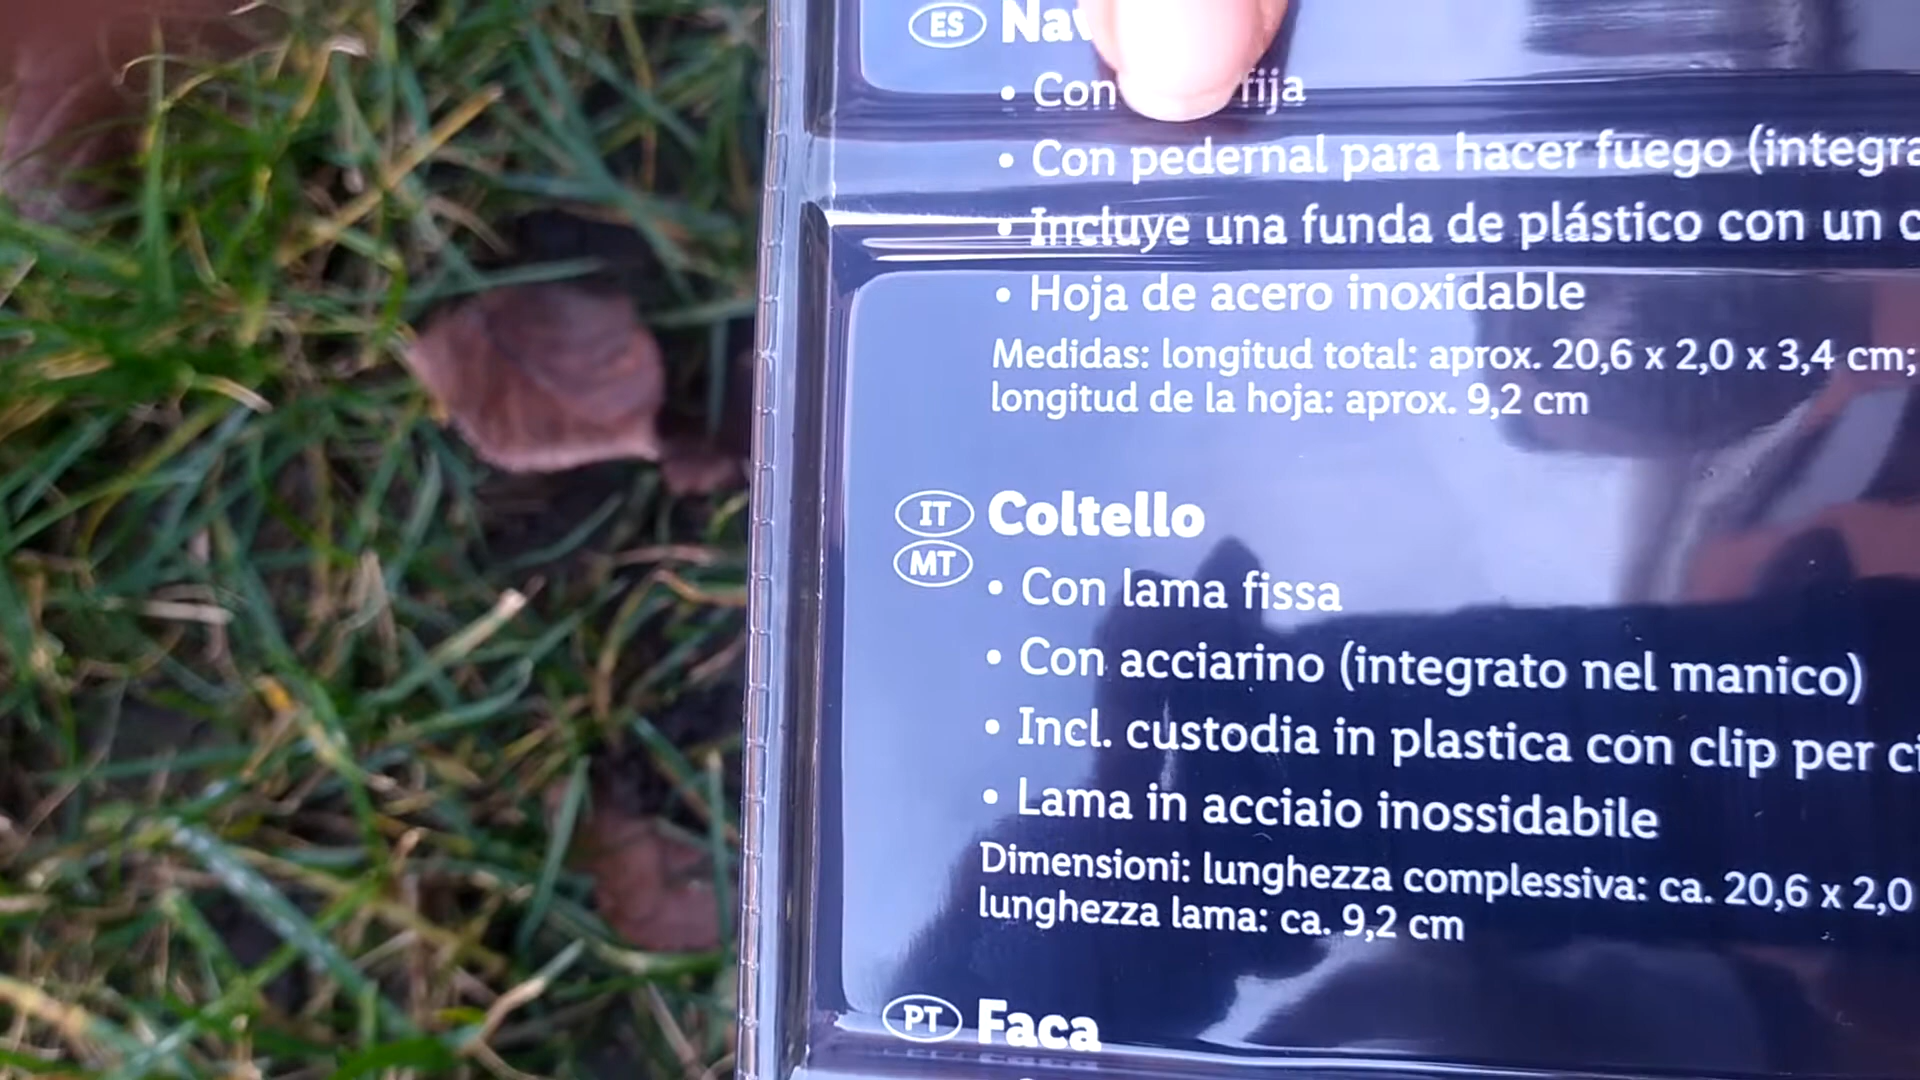 ES
• Con fija
• Con pedernal para hacer fuego
• Incluye una funda de plástico con un
• Hoja de acero inoxidable
Medidas: longitud total: aprox. 20,6 x 2,0 x 3,4 cm;
longitud de la hoja: aprox. 9,2 cm
IT Coltello
MT
• Con lama fissa
• Con acciarino (integrato nel manico)
• Incl. custodia in plastica con clip per
• Lama in acciaio inossidabile
Dimensioni: lunghezza complessiva: ca. 20,6 x 2,0
lunghezza lama: ca. 9,2 cm
PT Faca